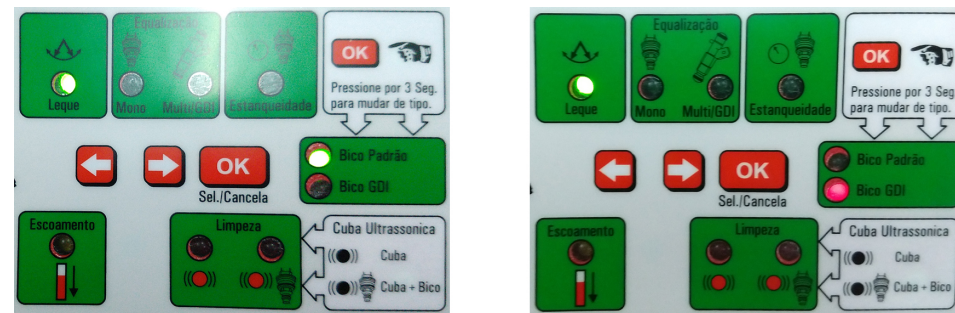 Equalização
OK
Leque
Mono
Multi/GDI
Estanqueidade
Pressione por 3 Seg.
para mudar de tipo.
OK
Sel./Cancela
Bico Padrão
Bico GDI
Escoamento
Limpeza
Cuba Ultrassonica
Cuba
Cuba + Bico
Equalização
OK
Leque
Mono
Multi/GDI
Estanqueidade
Pressione por 3 Seg
para mudar de tipo.
OK
Sel./Cancela
Bico Padrão
Bico GDI
Escoamento
Limpeza
Cuba Ultrassonica
Cuba
Cuba + Bico